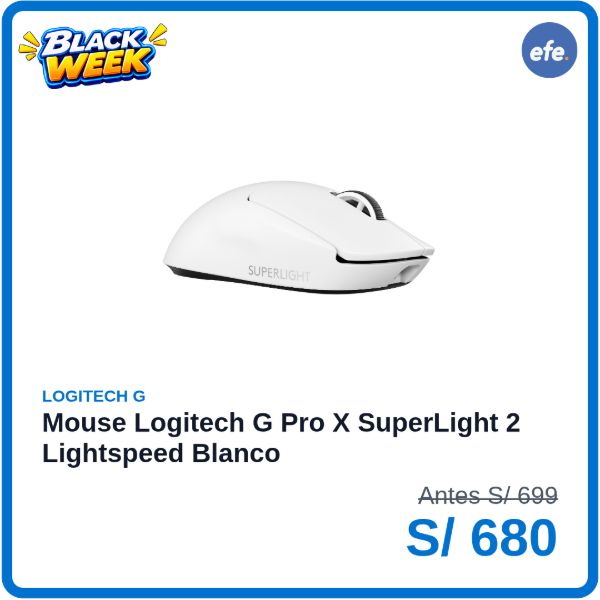 BLACK
WEEK
efe.
SUPERLIGHT
LOGITECH G
Mouse Logitech G Pro X SuperLight 2
Lightspeed Blanco
Antes S/ 699
S/ 680